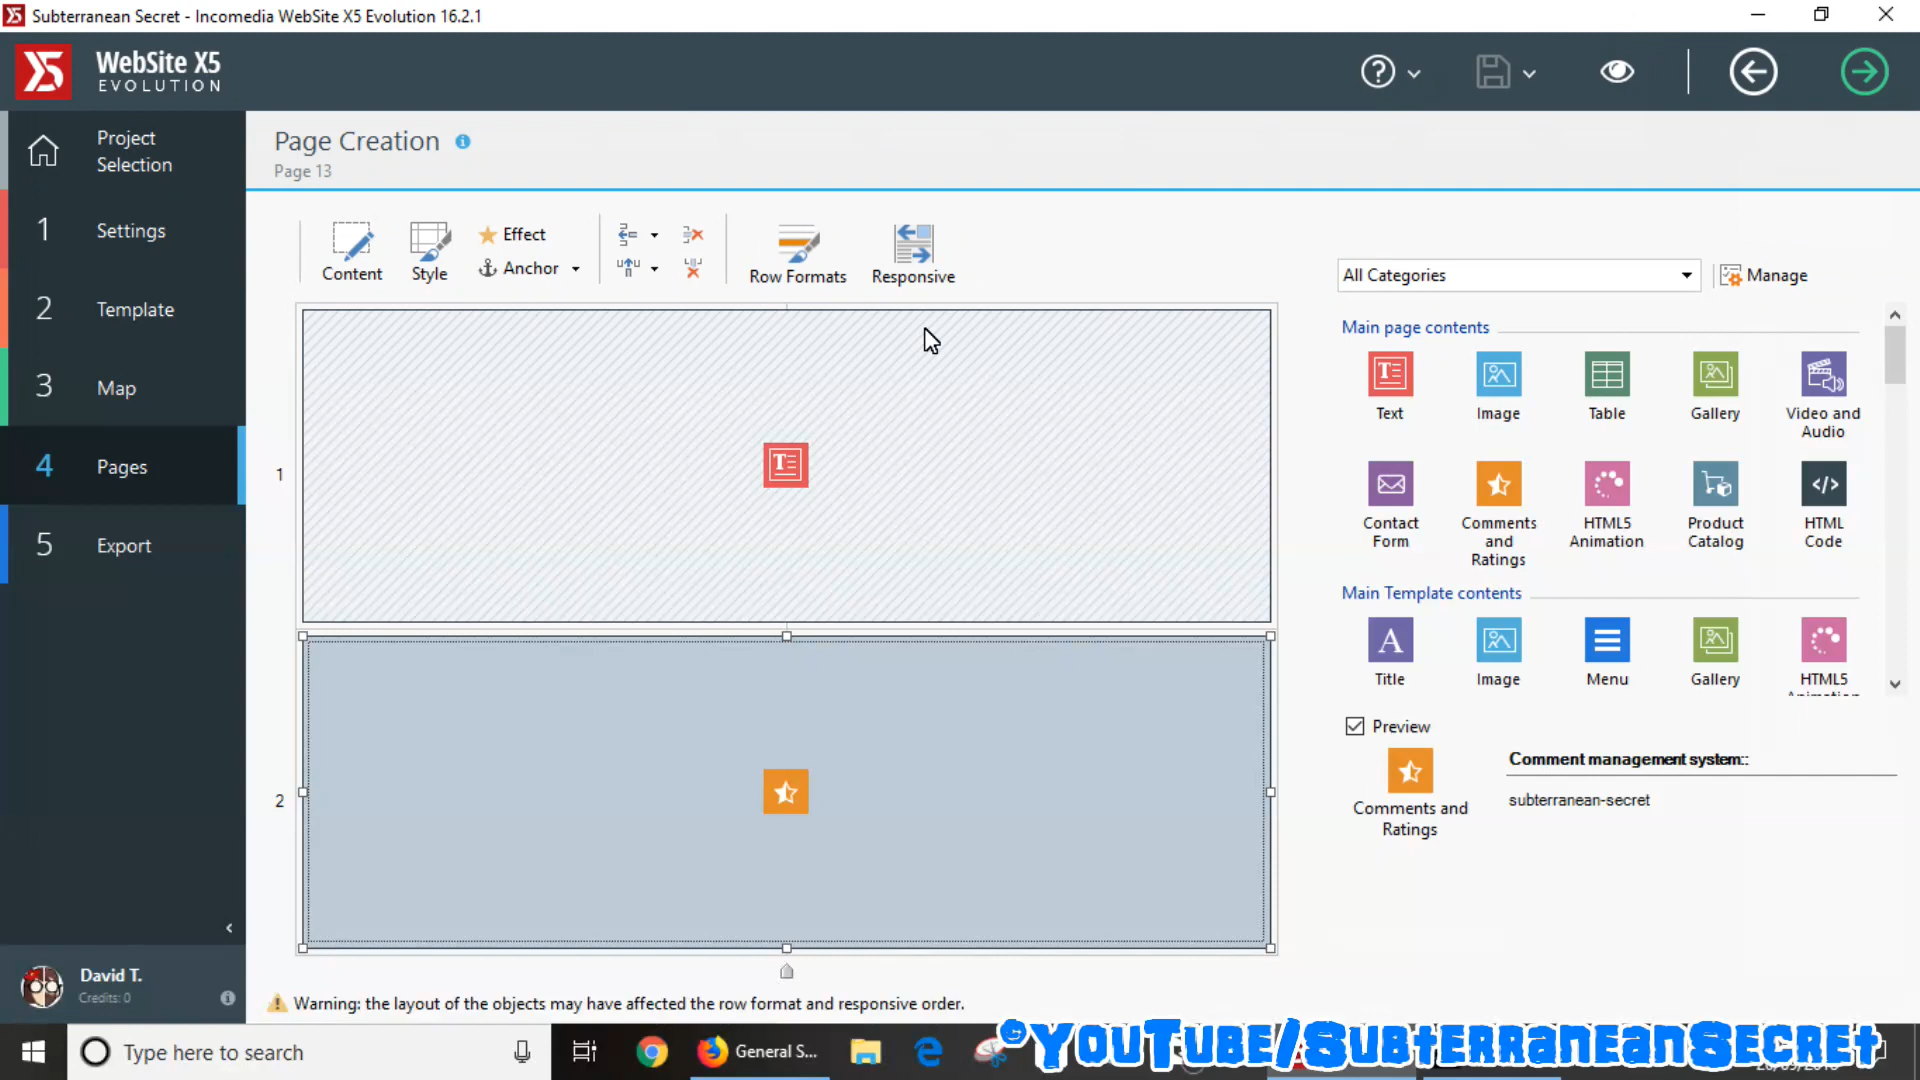 Subterranean Secret - Incomedia WebSite X5 Evolution 16.2.1
X5
WebSite X5
EVOLUTION
Project
Selection
1 Settings
2 Template
3 Map
4 Pages
5 Export
David T.
Credits: 0
Page Creation
Page 13
Content
Style
Effect
Anchor
Row Formats
Responsive
1
2
Warning: the layout of the objects may have affected the row format and responsive order.
All Categories
Manage
Main page contents
Text
Image
Table
Gallery
Video and
Audio
Contact
Form
Comments
and
Ratings
HTML5
Animation
Product
Catalog
HTML
Code
Main Template contents
Title
Image
Menu
Gallery
HTML5
Preview
Comments and
Ratings
Comment management system::
subterranean-secret
Type here to search
General S...
©YouTube/SubterraneanSecret